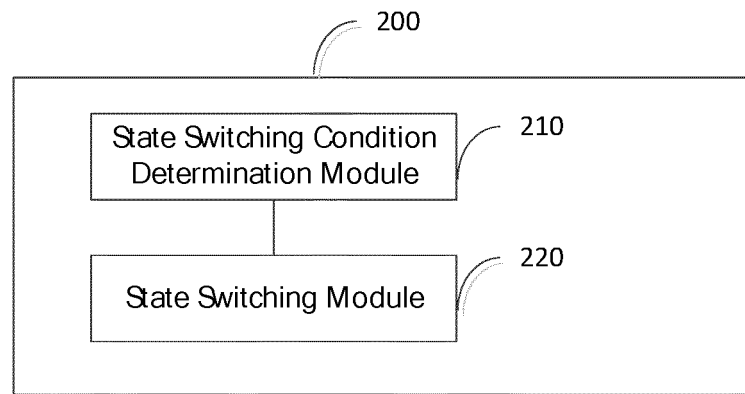 200
State Switching Condition
Determination Module
210
State Switching Module
220